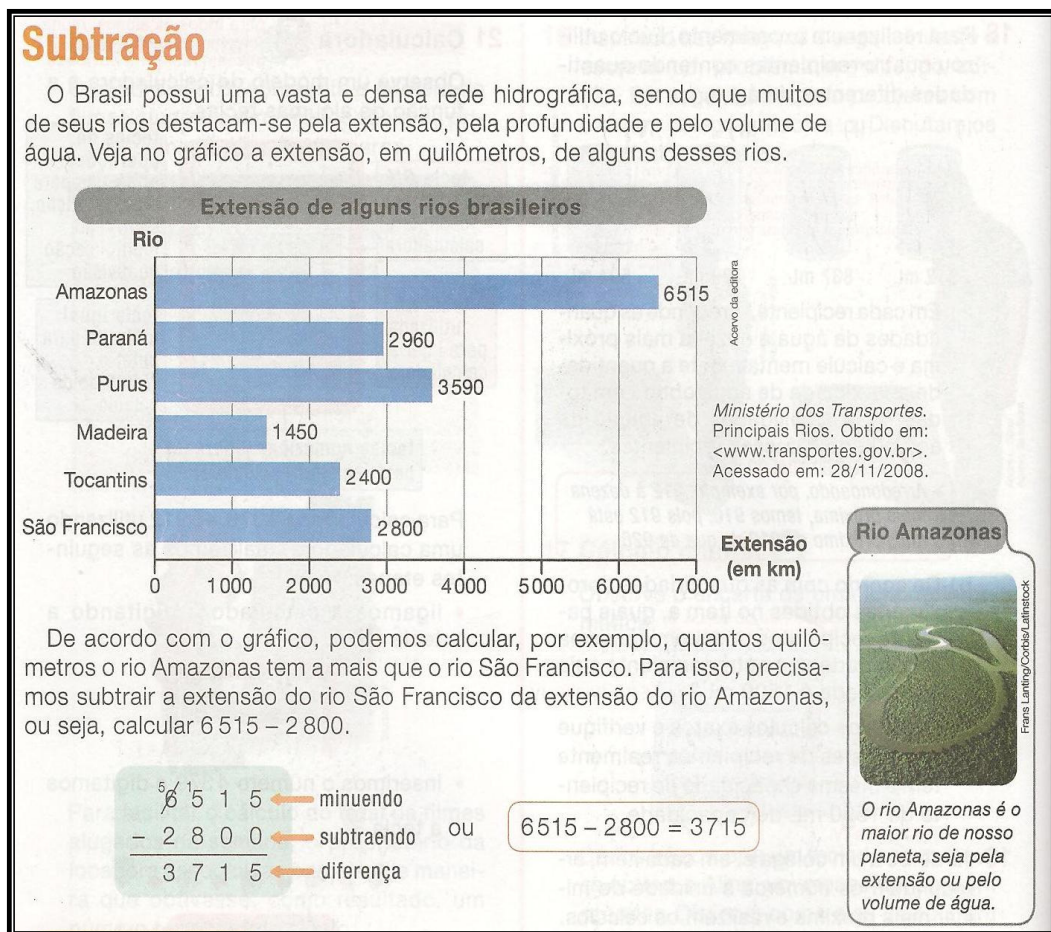 Subtração
O Brasil possui uma vasta e densa rede hidrográfica, sendo que muitos
de seus rios destacam-se pela extensão, pela profundidade e pelo volume de
água. Veja no gráfico a extensão, em quilômetros, de alguns desses rios.
Extensão de alguns rios brasileiros
Rio
Amazonas 6515
Paraná 2960
Purus 3590
Madeira 1450
Tocantins 2400
São Francisco 2800
0 1000 2000 3000 4000 5000 6000 7000
Extensão
(em km)
Acervo da editora
Ministério dos Transportes.
Principais Rios. Obtido em:
<www.transportes.gov.br>.
Acessado em: 28/11/2008.
De acordo com o gráfico, podemos calcular, por exemplo, quantos quilô-
metros o rio Amazonas tem a mais que o rio São Francisco. Para isso, precisa-
mos subtrair a extensão do rio São Francisco da extensão do rio Amazonas,
ou seja, calcular 6515 – 2800.
5 1
6 5 1 5 minuendo
– 2 8 0 0 subtraendo
3 7 1 5 diferença
ou
6515 – 2800 = 3715
Rio Amazonas
Frans Lanting/Corbis/Latinstock
O rio Amazonas é o
maior rio de nosso
planeta, seja pela
extensão ou pelo
volume de água.